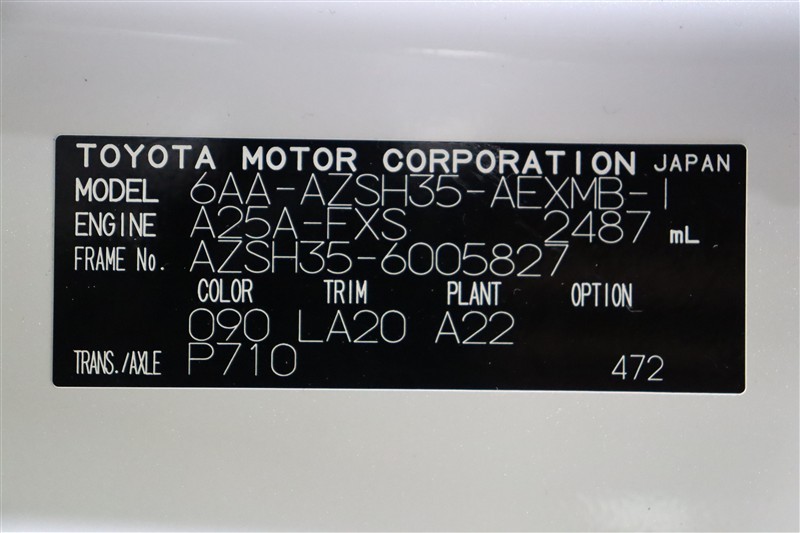 TOYOTA MOTOR CORPORATION JAPAN
MODEL 6AA-AZSH35-AEXMB-I
ENGINE A25A-FXS 2487 mL
FRAME No. AZSH35-6005827
COLOR TRIM PLANT OPTION
090 LA20 A22
TRANS./AXLE P710 472